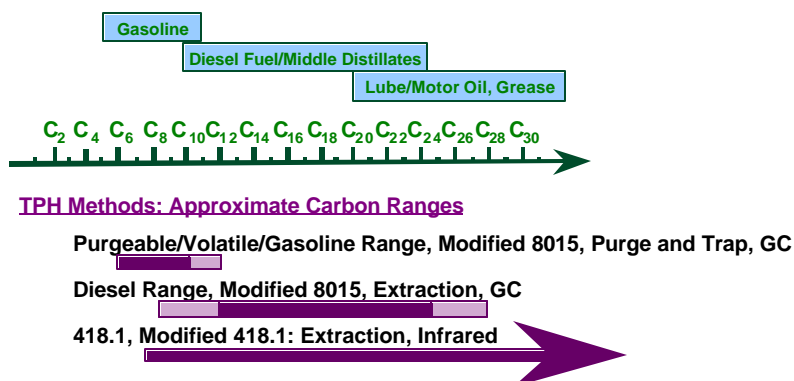 Gasoline
Diesel Fuel/Middle Distillates
Lube/Motor Oil, Grease
C2 C4 C6 C8 C10 C12 C14 C16 C18 C20 C22 C24 C26 C28 C30
TPH Methods: Approximate Carbon Ranges
Purgeable/Volatile/Gasoline Range, Modified 8015, Purge and Trap, GC
Diesel Range, Modified 8015, Extraction, GC
418.1, Modified 418.1: Extraction, Infrared